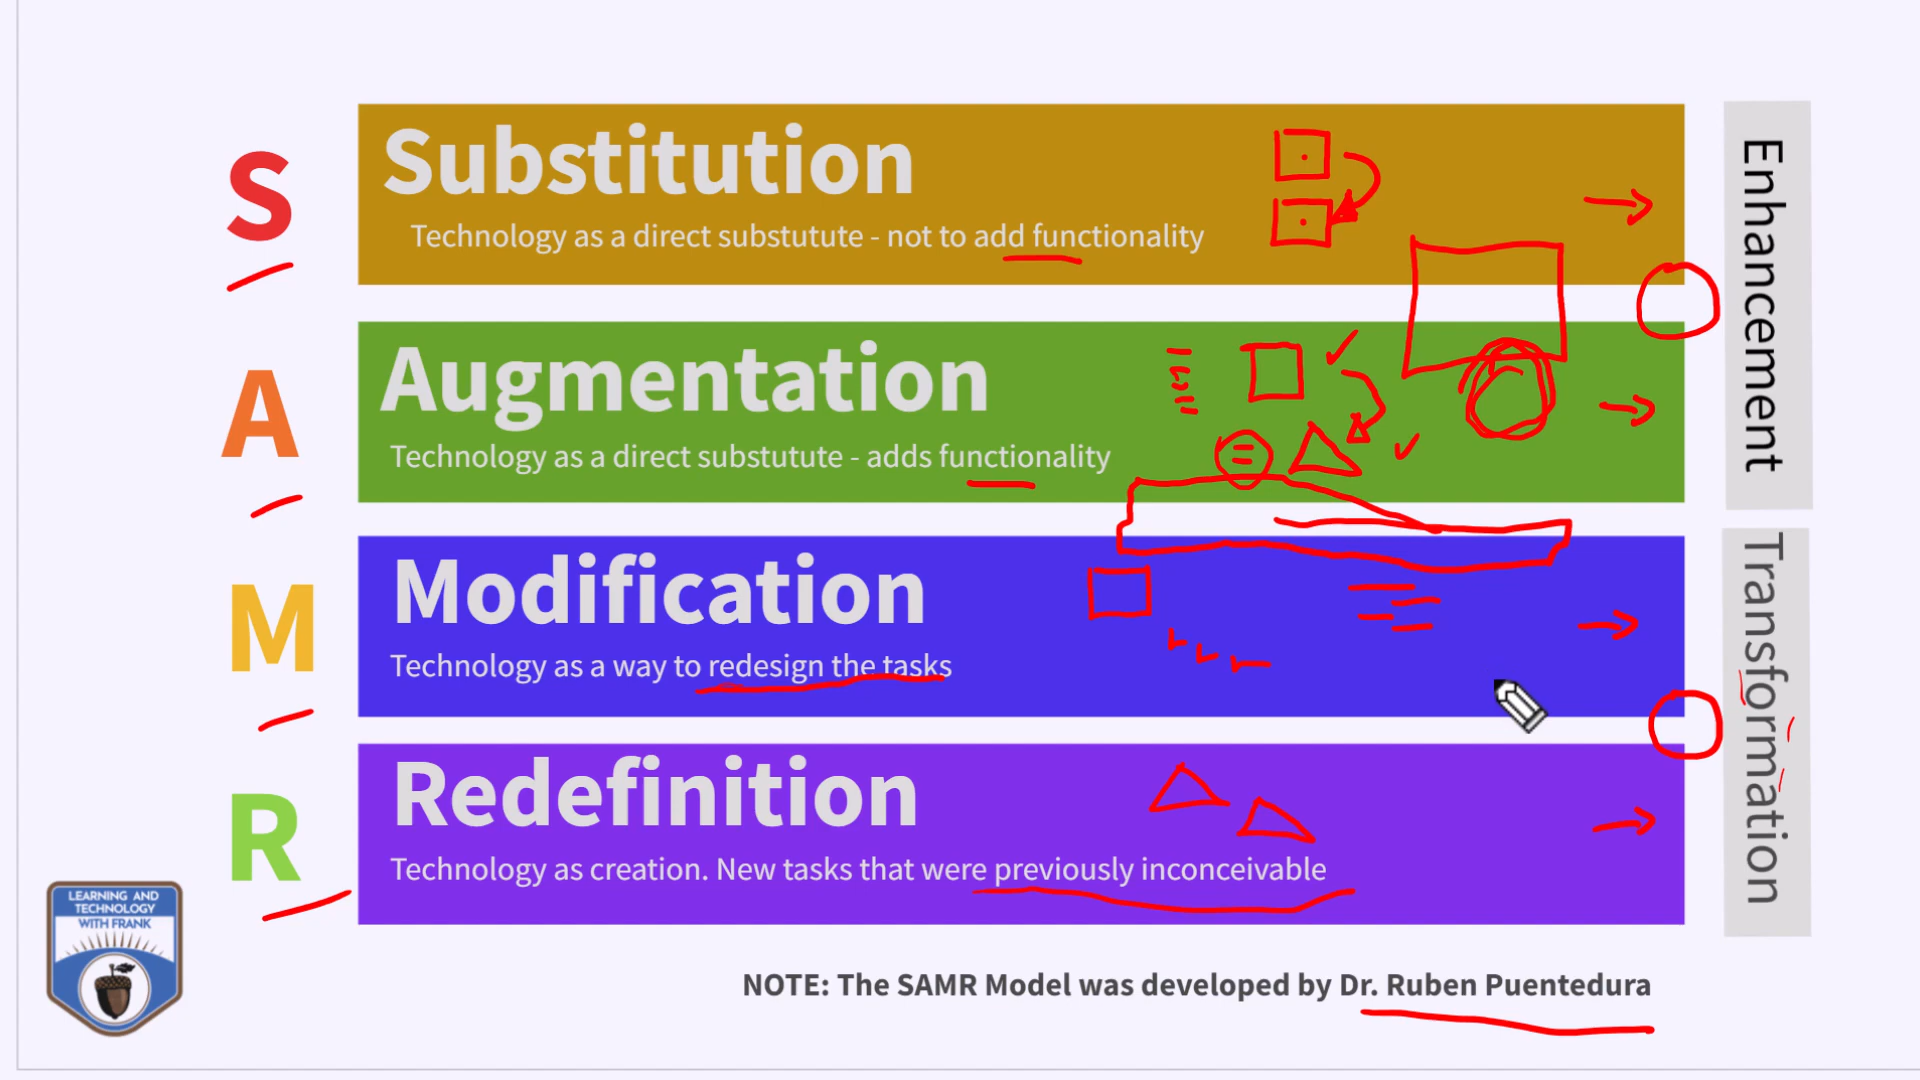 S
Substitution
Technology as a direct substutute - not to add functionality
A
Augmentation
Technology as a direct substutute - adds functionality
Enhancement
M
Modification
Technology as a way to redesign the tasks
R
Redefinition
Technology as creation. New tasks that were previously inconceivable
Transformation
LEARNING AND
TECHNOLOGY
WITH FRANK
NOTE: The SAMR Model was developed by Dr. Ruben Puentedura